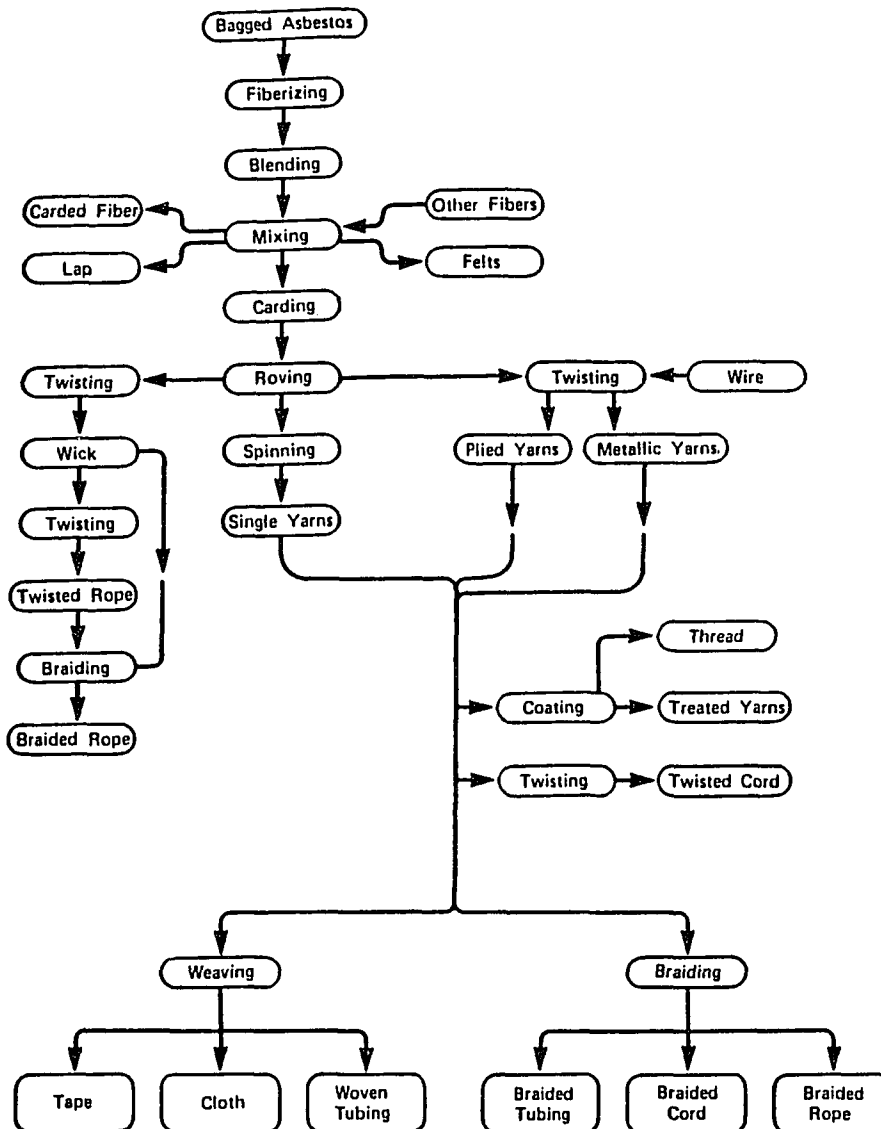 Bagged Asbestos
Fiberizing
Blending
Carded Fiber
Other Fibers
Mixing
Lap
Felts
Carding
Twisting
Roving
Twisting
Wire
Wick
Spinning
Plied Yarns
Metallic Yarns.
Twisting
Single Yarns
Twisted Rope
Thread
Braiding
Coating
Treated Yarns
Braided Rope
Twisting
Twisted Cord
Weaving
Braiding
Tape
Cloth
Woven
Tubing
Braided
Tubing
Braided
Cord
Braided
Rope